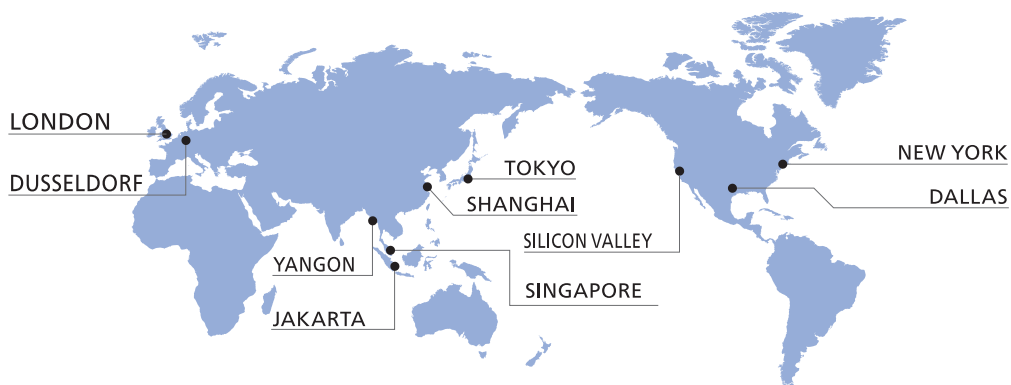 LONDON
DUSSELDORF
TOKYO
SHANGHAI
YANGON
JAKARTA
SINGAPORE
SILICON VALLEY
NEW YORK
DALLAS